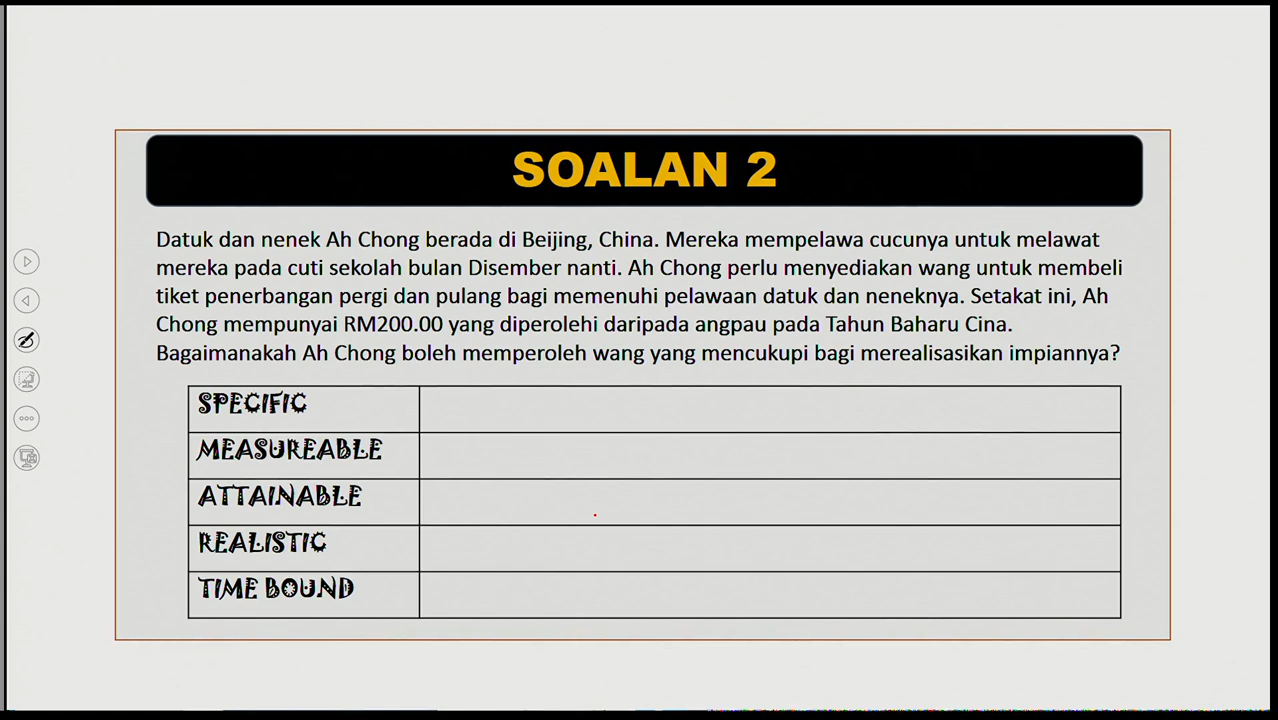 SOALAN 2
Datuk dan nenek Ah Chong berada di Beijing, China. Mereka mempelawa cucunya untuk melawat
mereka pada cuti sekolah bulan Disember nanti. Ah Chong perlu menyediakan wang untuk membeli
tiket penerbangan pergi dan pulang bagi memenuhi pelawaan datuk dan neneknya. Setakat ini, Ah
Chong mempunyai RM200.00 yang diperolehi daripada angpau pada Tahun Baharu Cina.
Bagaimanakah Ah Chong boleh memperoleh wang yang mencukupi bagi merealisasikan impiannya?
SPECIFIC
MEASUREABLE
ATTAINABLE
REALISTIC
TIME BOUND